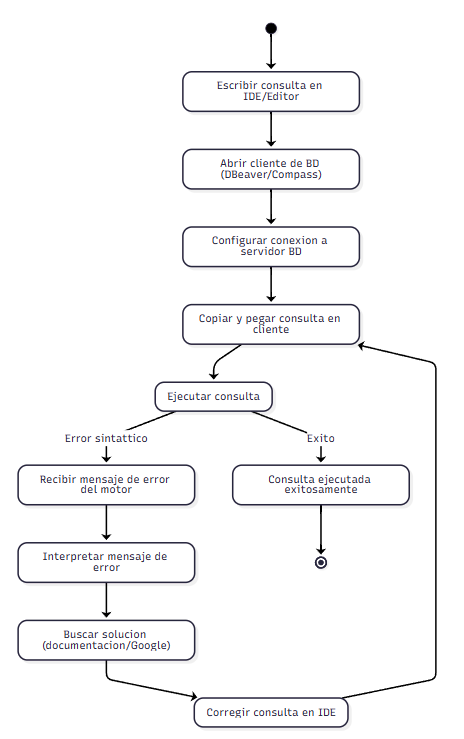 Escribir consulta en
IDE/Editor
Abrir cliente de BD
(DBeaver/Compass)
Configurar conexion a
servidor BD
Copiar y pegar consulta en
cliente
Ejecutar consulta
Error sintattico
Exito
Recibir mensaje de error
del motor
Consulta ejecutada
exitosamente
Interpretar mensaje de
error
Buscar solucion
(documentacion/Google)
Corregir consulta en IDE